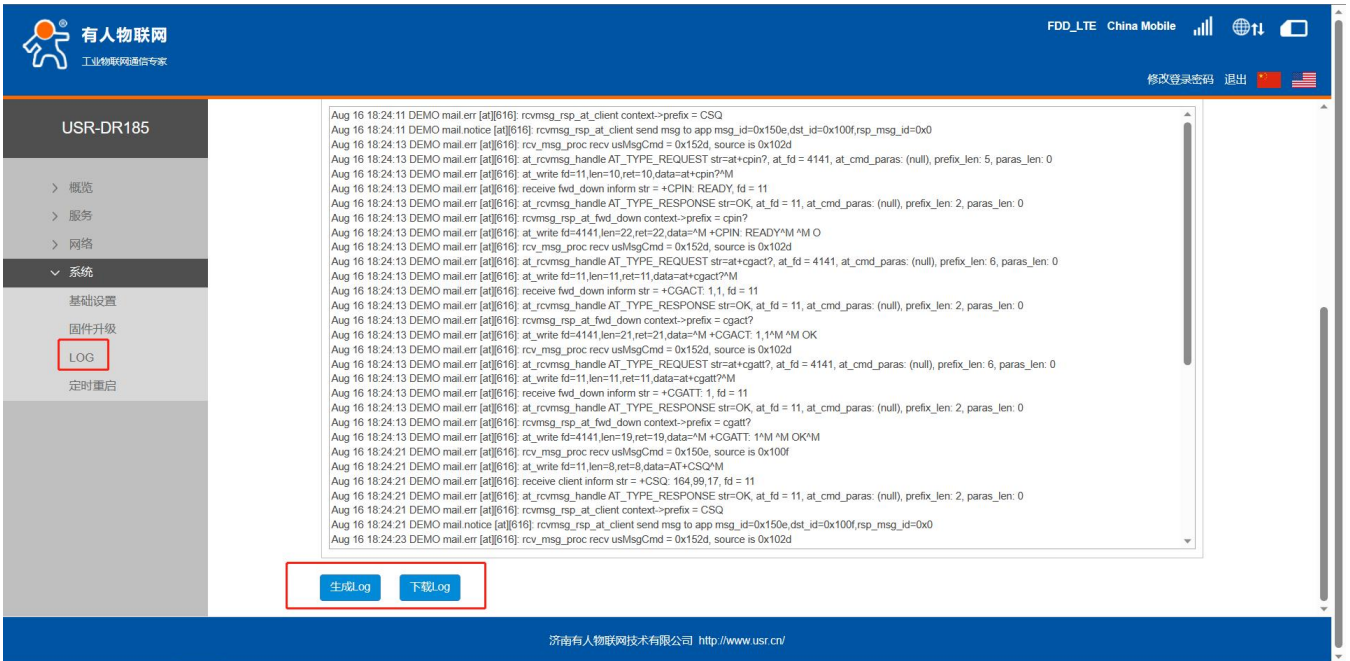 有人物联网
工业物联网通信专家
FDD_LTE China Mobile
修改登录密码 退出
USR-DR185
概览
服务
网络
系统
基础设置
固件升级
LOG
定时重启
Aug 16 18:24:11 DEMO mail.err [at][616]: rcvmsg_rsp_at_client context->prefix = CSQ
Aug 16 18:24:11 DEMO mail.notice [at][616]: rcvmsg_rsp_at_client send msg to app msg_id=0x150e,dst_id=0x100f,rsp_msg_id=0x0
Aug 16 18:24:13 DEMO mail.err [at][616]: rcv_msg_proc recv usMsgCmd = 0x152d, source is 0x102d
Aug 16 18:24:13 DEMO mail.err [at][616]: at_rcvmsg_handle AT_TYPE_REQUEST str=at+cpin?, at_fd = 4141, at_cmd_paras: (null), prefix_len: 5, paras_len: 0
Aug 16 18:24:13 DEMO mail.err [at][616]: at_write fd=11,len=10,ret=10,data=at+cpin?^M
Aug 16 18:24:13 DEMO mail.err [at][616]: receive fwd_down inform str = +CPIN: READY, fd = 11
Aug 16 18:24:13 DEMO mail.err [at][616]: at_rcvmsg_handle AT_TYPE_RESPONSE str=OK, at_fd = 11, at_cmd_paras: (null), prefix_len: 2, paras_len: 0
Aug 16 18:24:13 DEMO mail.err [at][616]: rcvmsg_rsp_at_fwd_down context->prefix = cpin?
Aug 16 18:24:13 DEMO mail.err [at][616]: at_write fd=4141,len=22,ret=22,data=^M +CPIN: READY^M ^M O
Aug 16 18:24:13 DEMO mail.err [at][616]: rcv_msg_proc recv usMsgCmd = 0x152d, source is 0x102d
Aug 16 18:24:13 DEMO mail.err [at][616]: at_rcvmsg_handle AT_TYPE_REQUEST str=at+cgact?, at_fd = 4141, at_cmd_paras: (null), prefix_len: 6, paras_len: 0
Aug 16 18:24:13 DEMO mail.err [at][616]: at_write fd=11,len=11,ret=11,data=at+cgact?^M
Aug 16 18:24:13 DEMO mail.err [at][616]: receive fwd_down inform str = +CGACT: 1,1, fd = 11
Aug 16 18:24:13 DEMO mail.err [at][616]: at_rcvmsg_handle AT_TYPE_RESPONSE str=OK, at_fd = 11, at_cmd_paras: (null), prefix_len: 2, paras_len: 0
Aug 16 18:24:13 DEMO mail.err [at][616]: rcvmsg_rsp_at_fwd_down context->prefix = cgact?
Aug 16 18:24:13 DEMO mail.err [at][616]: at_write fd=4141,len=21,ret=21,data=^M +CGACT: 1,1^M ^M OK
Aug 16 18:24:13 DEMO mail.err [at][616]: rcv_msg_proc recv usMsgCmd = 0x152d, source is 0x102d
Aug 16 18:24:13 DEMO mail.err [at][616]: at_rcvmsg_handle AT_TYPE_REQUEST str=at+cgatt?, at_fd = 4141, at_cmd_paras: (null), prefix_len: 6, paras_len: 0
Aug 16 18:24:13 DEMO mail.err [at][616]: at_write fd=11,len=11,ret=11,data=at+cgatt?^M
Aug 16 18:24:13 DEMO mail.err [at][616]: receive fwd_down inform str = +CGATT: 1, fd = 11
Aug 16 18:24:13 DEMO mail.err [at][616]: at_rcvmsg_handle AT_TYPE_RESPONSE str=OK, at_fd = 11, at_cmd_paras: (null), prefix_len: 2, paras_len: 0
Aug 16 18:24:13 DEMO mail.err [at][616]: rcvmsg_rsp_at_fwd_down context->prefix = cgatt?
Aug 16 18:24:13 DEMO mail.err [at][616]: at_write fd=4141,len=19,ret=19,data=^M +CGATT: 1^M ^M OK^M
Aug 16 18:24:21 DEMO mail.err [at][616]: rcv_msg_proc recv usMsgCmd = 0x150e, source is 0x100f
Aug 16 18:24:21 DEMO mail.err [at][616]: at_write fd=11,len=8,ret=8,data=AT+CSQ^M
Aug 16 18:24:21 DEMO mail.err [at][616]: receive client inform str = +CSQ: 164,99,17, fd = 11
Aug 16 18:24:21 DEMO mail.err [at][616]: at_rcvmsg_handle AT_TYPE_RESPONSE str=OK, at_fd = 11, at_cmd_paras: (null), prefix_len: 2, paras_len: 0
Aug 16 18:24:21 DEMO mail.err [at][616]: rcvmsg_rsp_at_client context->prefix = CSQ
Aug 16 18:24:21 DEMO mail.notice [at][616]: rcvmsg_rsp_at_client send msg to app msg_id=0x150e,dst_id=0x100f,rsp_msg_id=0x0
Aug 16 18:24:23 DEMO mail.err [at][616]: rcv_msg_proc recv usMsgCmd = 0x152d, source is 0x102d
生成Log 下载Log
济南有人物联网技术有限公司 http://www.usr.cn/